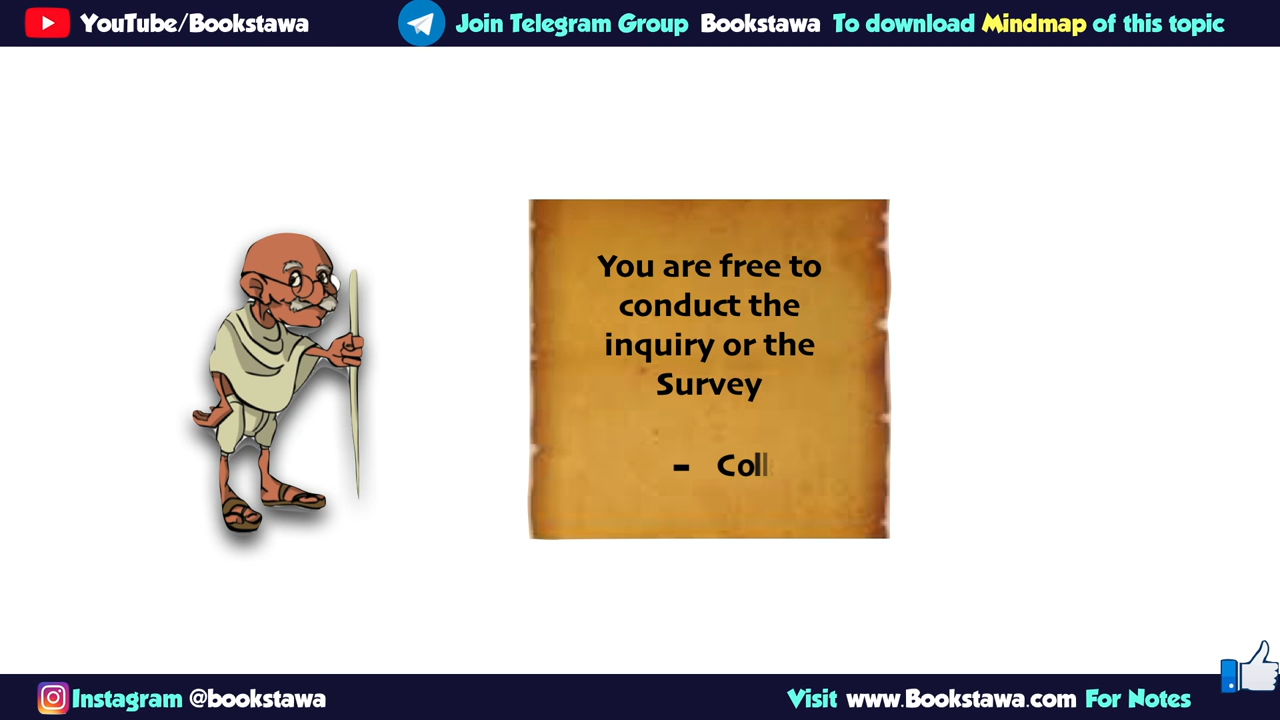 YouTube/Bookstawa
Join Telegram Group Bookstawa To download Mindmap of this topic
You are free to
conduct the
inquiry or the
Survey
- Coll
Instagram @bookstawa
Visit www.Bookstawa.com For Notes